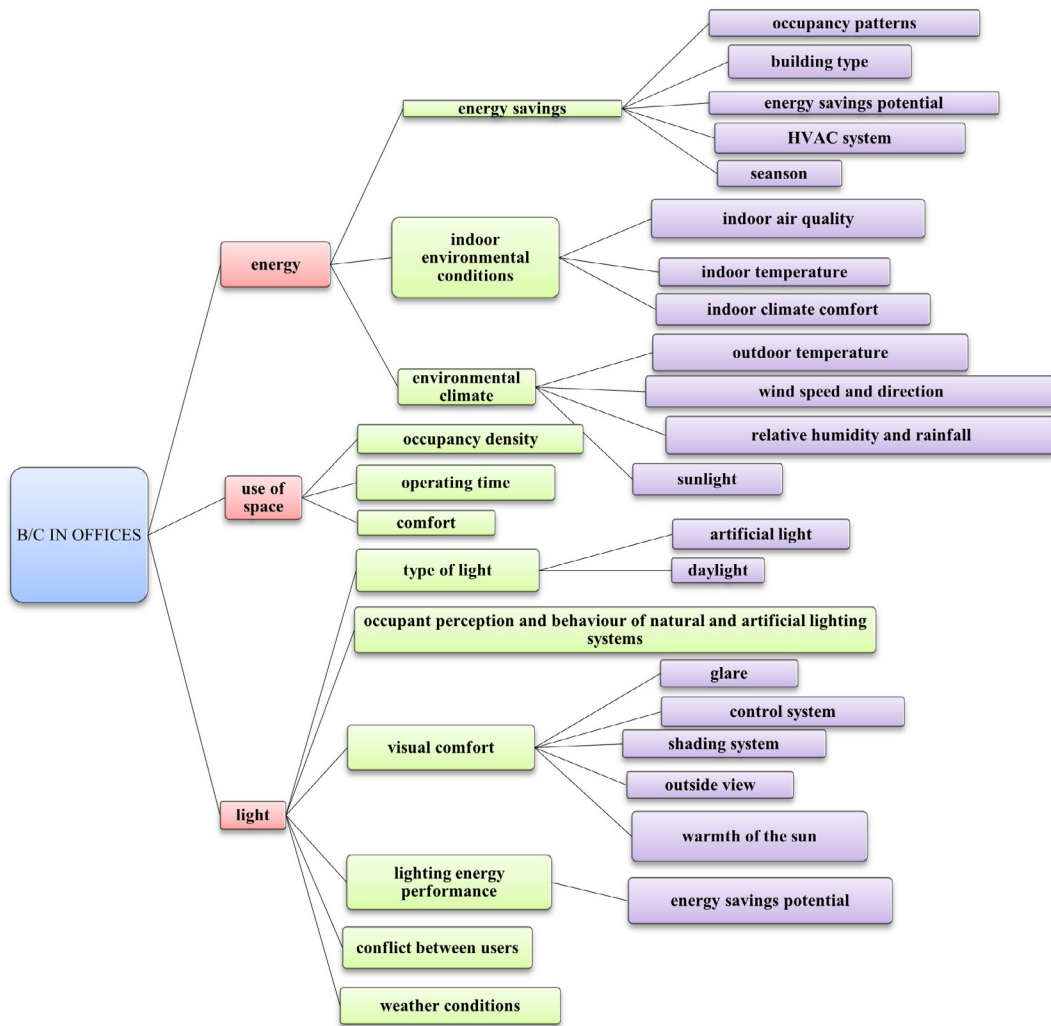 occupancy patterns
building type
energy savings
energy savings potential
HVAC system
seanson
indoor air quality
indoor
environmental
conditions
energy
indoor temperature
indoor climate comfort
outdoor temperature
environmental
climate
wind speed and direction
occupancy density
relative humidity and rainfall
use of
space
operating time
sunlight
comfort
B/C IN OFFICES
artificial light
type of light
daylight
occupant perception and behaviour of natural and artificial lighting
systems
glare
control system
visual comfort
shading system
outside view
light
warmth of the sun
lighting energy
performance
energy savings potential
conflict between users
weather conditions